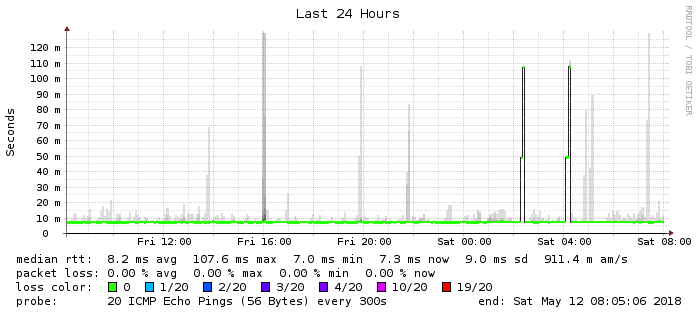 Last 24 Hours
RRDTOOL / TOBI OETIKER
Seconds
120 m
110 m
100 m
90 m
80 m
70 m
60 m
50 m
40 m
30 m
20 m
10 m
0
Fri 12:00 Fri 16:00 Fri 20:00 Sat 00:00 Sat 04:00 Sat 08:00
median rtt: 8.2 ms avg 107.6 ms max 7.0 ms min 7.3 ms now 9.0 ms sd 911.4 m am/s
packet loss: 0.00 % avg 0.00 % max 0.00 % min 0.00 % now
loss color: 0 1/20 2/20 3/20 4/20 10/20 19/20
probe: 20 ICMP Echo Pings (56 Bytes) every 300s end: Sat May 12 08:05:06 2018